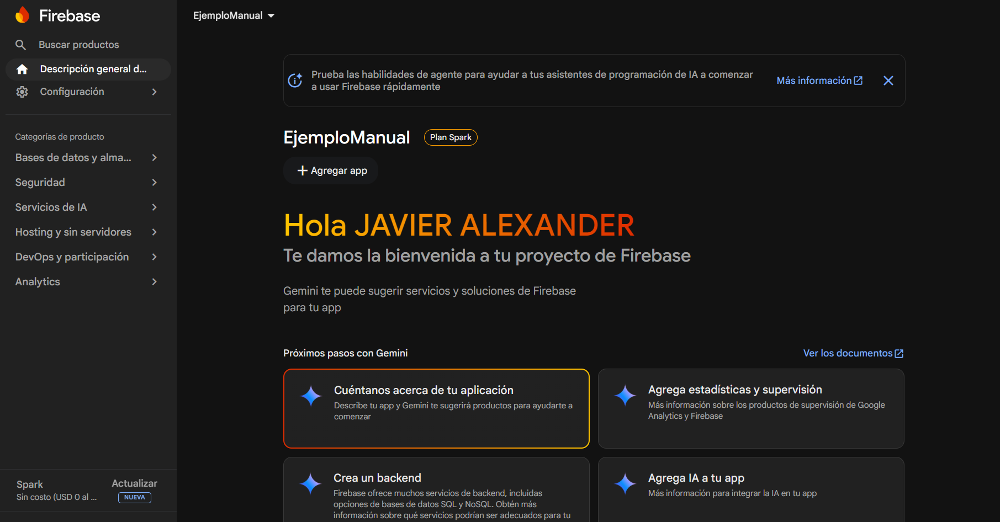 Firebase
Buscar productos
Descripción general d...
Configuración
Categorías de producto
Bases de datos y alma...
Seguridad
Servicios de IA
Hosting y sin servidores
DevOps y participación
Analytics
Spark
Sin costo (USD 0 al ...
Actualizar
NUEVA
EjemploManual
Prueba las habilidades de agente para ayudar a tus asistentes de programación de IA a comenzar
a usar Firebase rápidamente
Más información
EjemploManual
Plan Spark
Agregar app
Hola JAVIER ALEXANDER
Te damos la bienvenida a tu proyecto de Firebase
Gemini te puede sugerir servicios y soluciones de Firebase
para tu app
Próximos pasos con Gemini
Ver los documentos
Cuéntanos acerca de tu aplicación
Describe tu app y Gemini te sugerirá productos para ayudarte a
comenzar
Agrega estadísticas y supervisión
Más información sobre los productos de supervisión de Google
Analytics y Firebase
Crea un backend
Firebase ofrece muchos servicios de backend, incluidas
opciones de bases de datos SQL y NoSQL. Obtén más
información sobre qué servicios podrían ser adecuados para tu
Agrega IA a tu app
Más información para integrar la IA en tu app